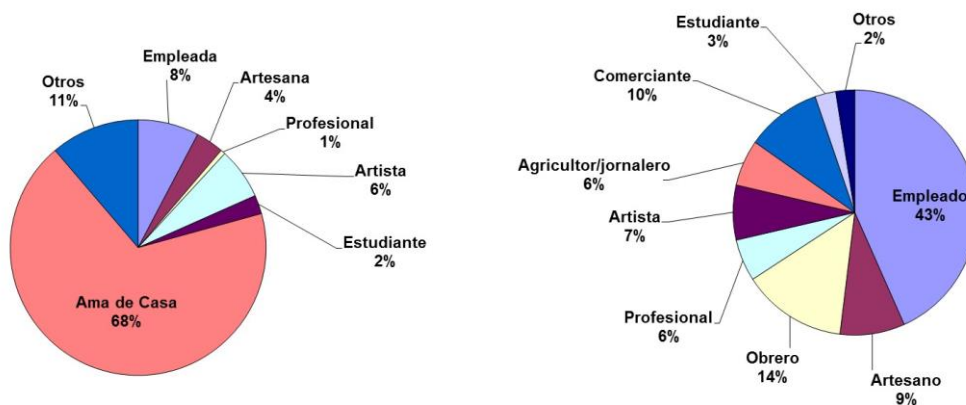 Empleada
8%
Artesana
4%
Otros
11%
Profesional
1%
Artista
6%
Estudiante
2%
Ama de Casa
68%
Estudiante
3%
Otros
2%
Comerciante
10%
Agricultor/jornalero
6%
Empleado
43%
Artista
7%
Profesional
6%
Obrero
14%
Artesano
9%